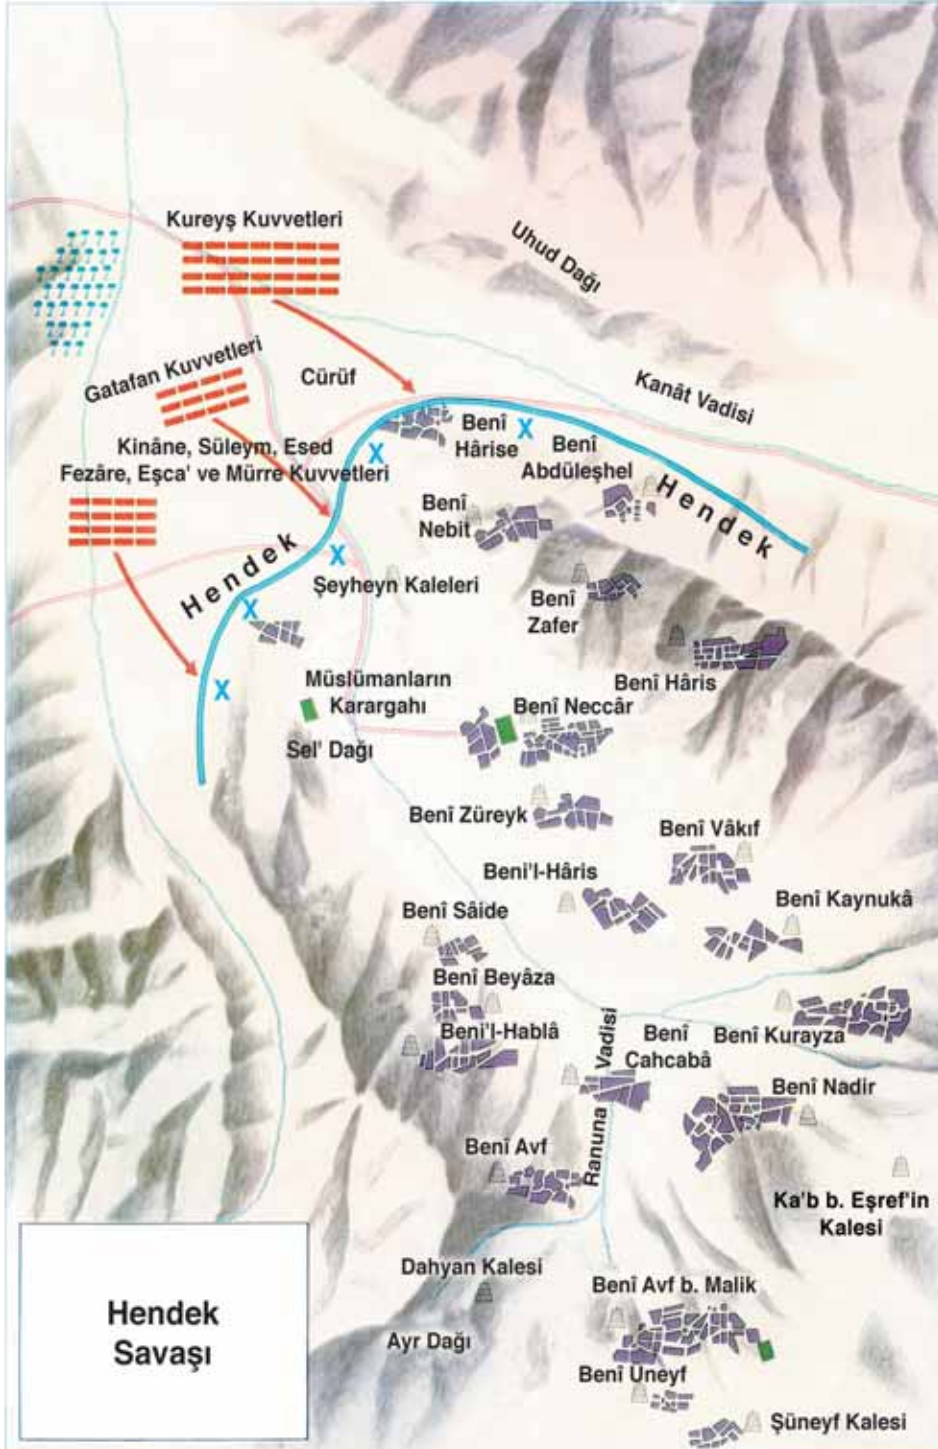 Kureyş Kuvvetleri
Uhud Dağı
Gatafan Kuvvetleri
Cürüf
Kanât Vadisi
Kinâne, Süleym, Esed
Fezâre, Eşca' ve Mürre Kuvvetleri
Benî
Hârise
Benî
Abdüleşhel
Hendek
Benî
Nebit
Hendek
Şeyheyn Kaleleri
Benî
Zafer
Müslümanların
Karargahı
Benî Hâris
Benî Neccâr
Sel' Dağı
Benî Züreyk
Benî Vâkıf
Beni'l-Hâris
Benî Kaynukâ
Benî Sâide
Benî Beyâza
Beni'l-Hablâ
Benî
Cahcabâ
Benî Kurayza
Ranuna Vadisi
Benî Nadir
Benî Avf
Ka'b b. Eşref'in
Kalesi
Dahyan Kalesi
Benî Avf b. Malik
Ayr Dağı
Benî Uneyf
Şüneyf Kalesi
Hendek
Savaşı